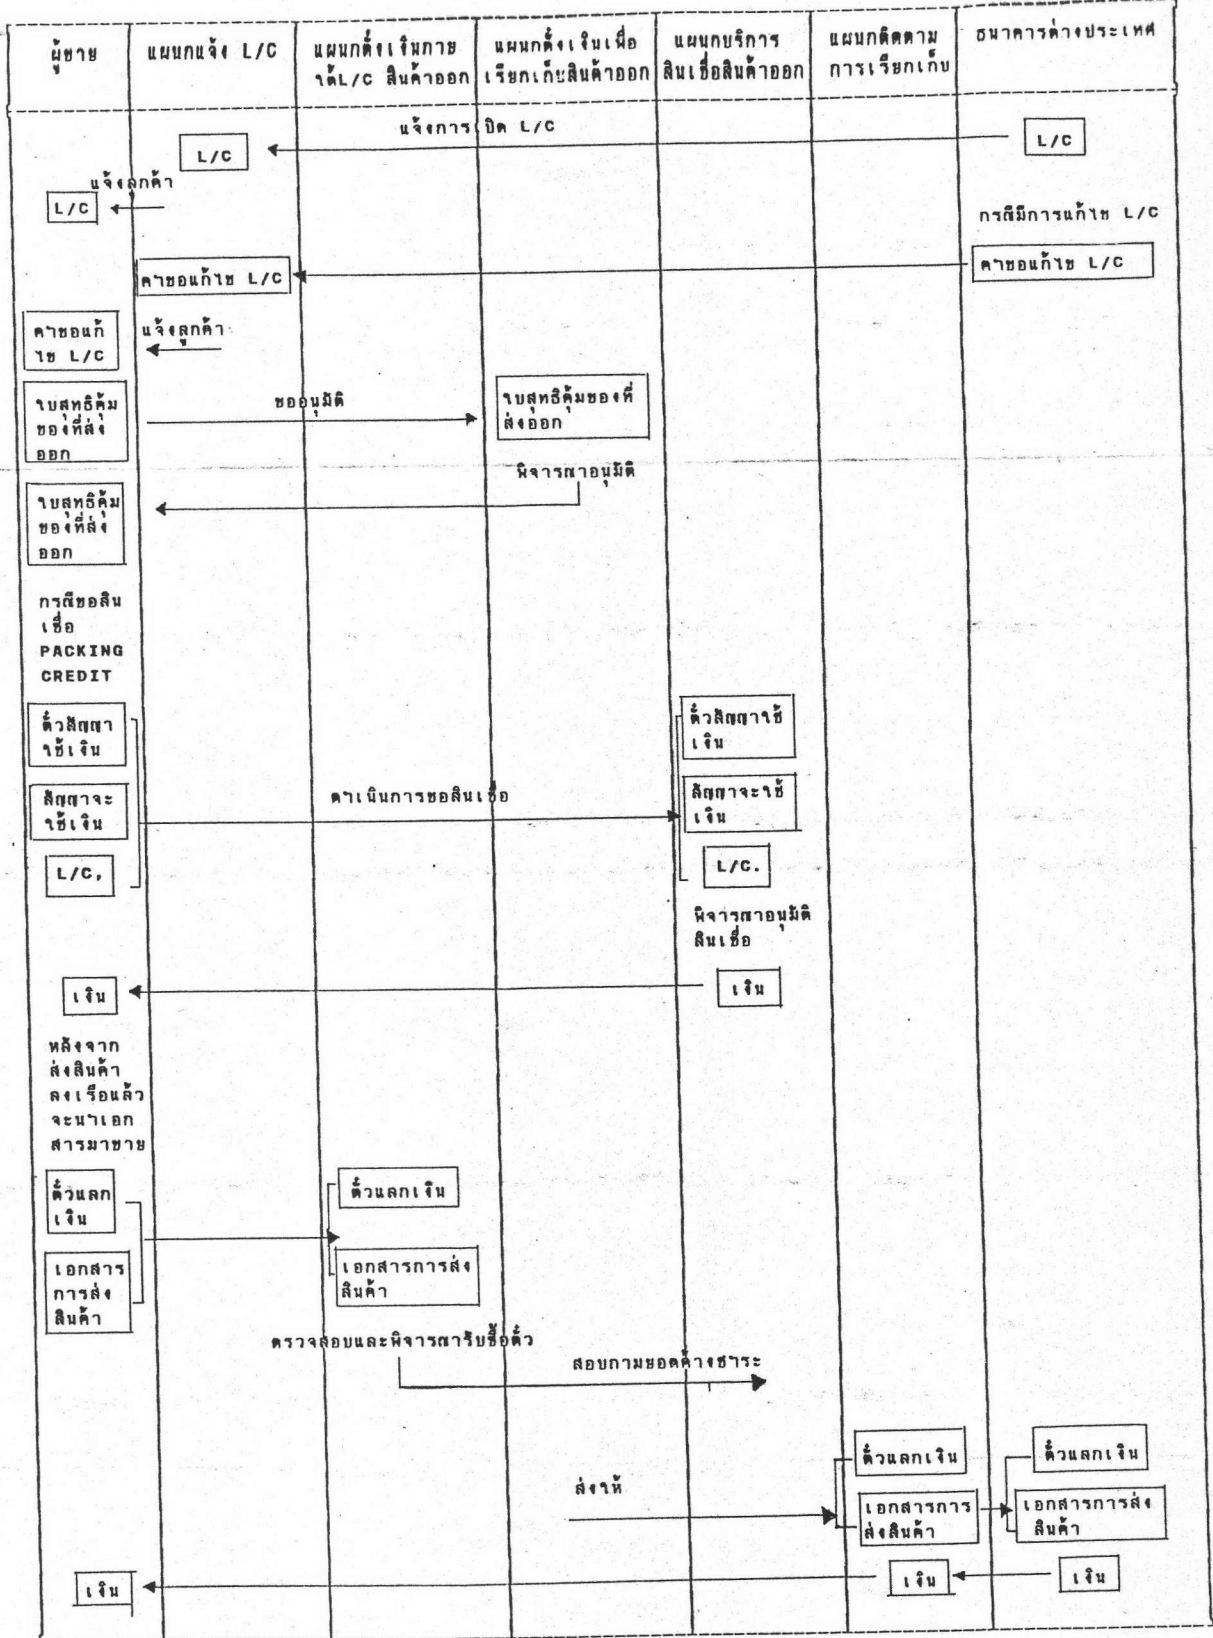 ผู้ขาย
แผนกแจ้ง L/C
แผนกตั้งเงินภาย
ใต้L/C สินค้าออก
แผนกตั้งเงินเพื่อ
เรียกเก็บสินค้าออก
แผนกบริการ
สินเชื่อสินค้าออก
แผนกติดตาม
การเรียกเก็บ
ธนาคารต่างประเทศ
แจ้งการเปิด L/C
L/C
L/C
แจ้งลูกค้า
L/C
กรณีมีการแก้ไข L/C
คำขอแก้ไข L/C
คำขอแก้ไข L/C
คำขอแก้
ไข L/C
แจ้งลูกค้า
ใบสุทธิคุ้ม
ของที่ส่ง
ออก
ขออนุมัติ
ใบสุทธิคุ้มของที่
ส่งออก
พิจารณาอนุมัติ
ใบสุทธิคุ้ม
ของที่ส่ง
ออก
กรณีขอสิน
เชื่อ
PACKING
CREDIT
ตั๋วสัญญา
ใช้เงิน
ตั๋วสัญญาใช้
เงิน
สัญญาจะ
ใช้เงิน
ดำเนินการขอสินเชื่อ
สัญญาจะใช้
เงิน
L/C,
L/C.
พิจารณาอนุมัติ
สินเชื่อ
เงิน
เงิน
หลังจาก
ส่งสินค้า
ลงเรือแล้ว
จะนำเอก
สารมาขาย
ตั๋วแลก
เงิน
ตั๋วแลกเงิน
เอกสาร
การส่ง
สินค้า
เอกสารการส่ง
สินค้า
ตรวจสอบและพิจารณารับซื้อตั๋ว
สอบถามยอดค้างชำระ
ตั๋วแลกเงิน
ตั๋วแลกเงิน
ส่งให้
เอกสารการ
ส่งสินค้า
เอกสารการส่ง
สินค้า
เงิน
เงิน
เงิน